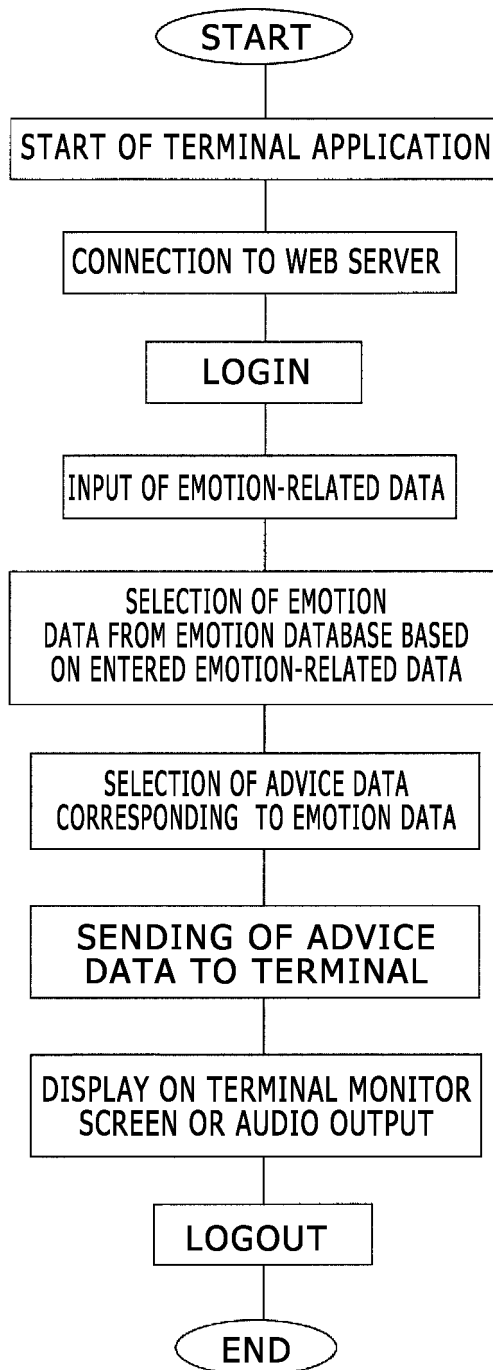 START
START OF TERMINAL APPLICATION
CONNECTION TO WEB SERVER
LOGIN
INPUT OF EMOTION-RELATED DATA
SELECTION OF EMOTION
DATA FROM EMOTION DATABASE BASED
ON ENTERED EMOTION-RELATED DATA
SELECTION OF ADVICE DATA
CORRESPONDING TO EMOTION DATA
SENDING OF ADVICE
DATA TO TERMINAL
DISPLAY ON TERMINAL MONITOR
SCREEN OR AUDIO OUTPUT
LOGOUT
END